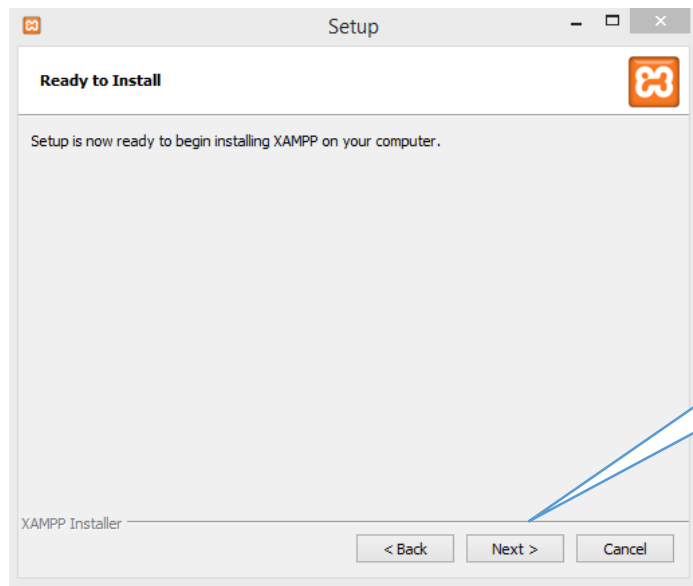 Setup
Ready to Install
Setup is now ready to begin installing XAMPP on your computer.
XAMPP Installer
< Back Next > Cancel